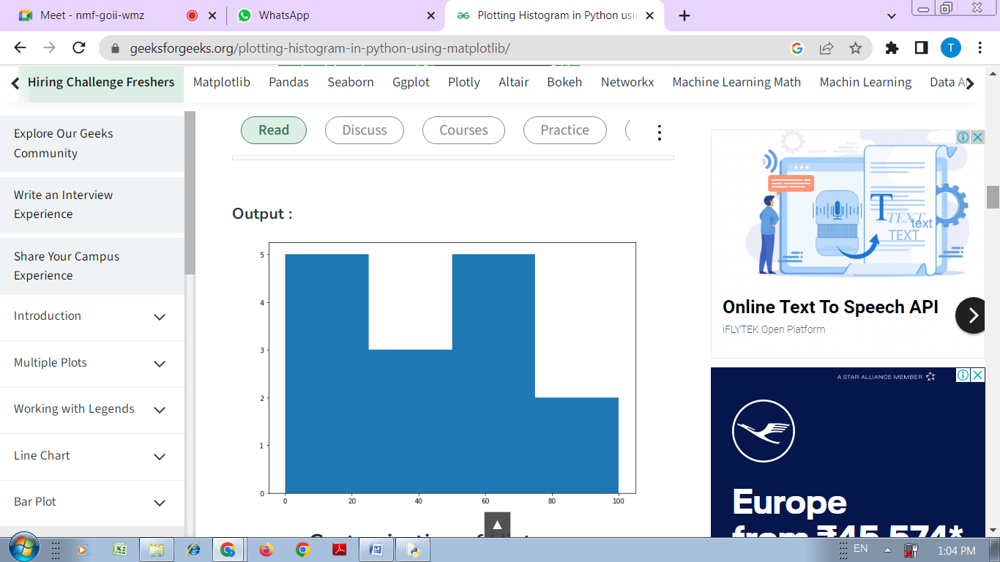 Meet - nmf-goii-wmz
WhatsApp
Plotting Histogram in Python usin
geeksforgeeks.org/plotting-histogram-in-python-using-matplotlib/
T
Hiring Challenge Freshers
Matplotlib
Pandas
Seaborn
Ggplot
Plotly
Altair
Bokeh
Networkx
Machine Learning Math
Machin Learning
Data
Explore Our Geeks
Community
Write an Interview
Experience
Share Your Campus
Experience
Introduction
Multiple Plots
Working with Legends
Line Chart
Bar Plot
Read
Discuss
Courses
Practice
Output :
5
4
3
2
1
0
0 20 40 60 80 100
T
TEXT
text
TEXT
Online Text To Speech API
iFLYTEK Open Platform
A STAR ALLIANCE MEMBER
Europe
from ₹45,574*
EN
1:04 PM